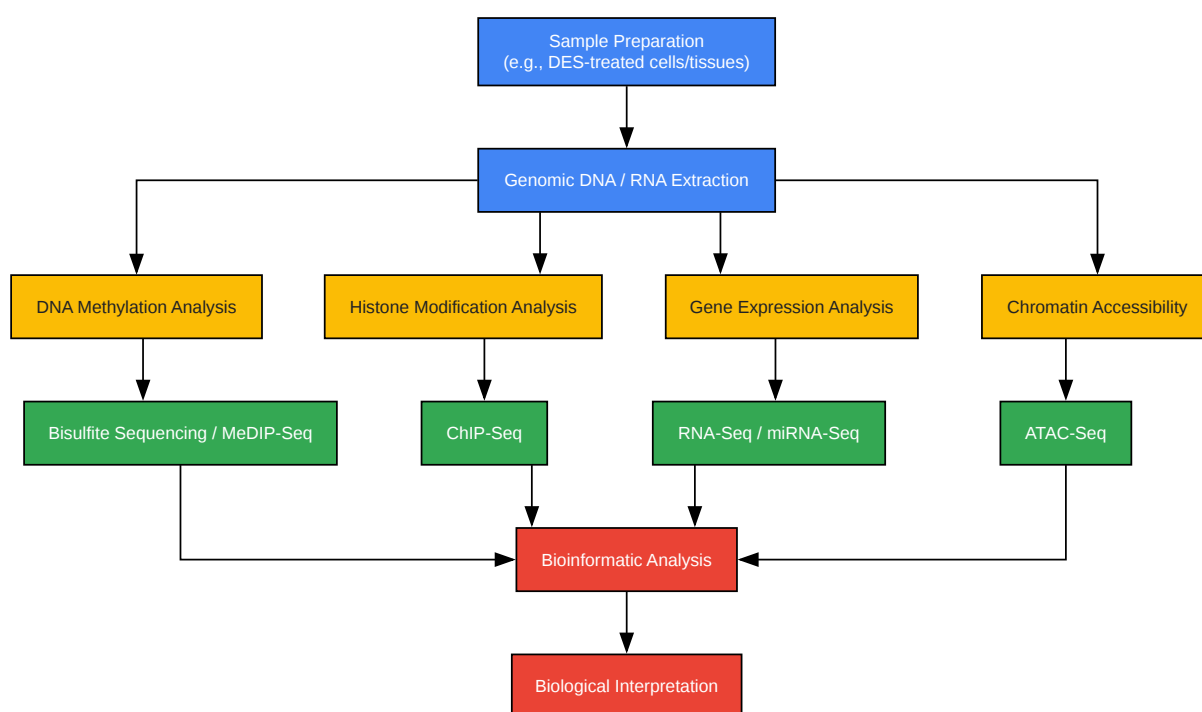 Sample Preparation
(e.g., DES-treated cells/tissues)
Genomic DNA / RNA Extraction
DNA Methylation Analysis
Histone Modification Analysis
Gene Expression Analysis
Chromatin Accessibility
Bisulfite Sequencing / MeDIP-Seq
ChIP-Seq
RNA-Seq / miRNA-Seq
ATAC-Seq
Bioinformatic Analysis
Biological Interpretation